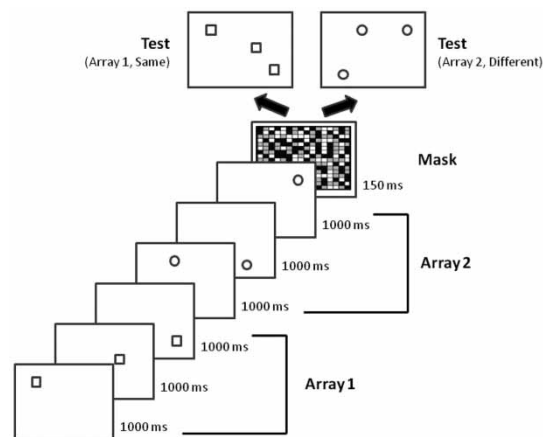 Test
(Array 1, Same)
Test
(Array 2, Different)
Mask
150 ms
1000 ms
1000 ms
Array 2
1000 ms
1000 ms
1000 ms
Array 1
1000 ms